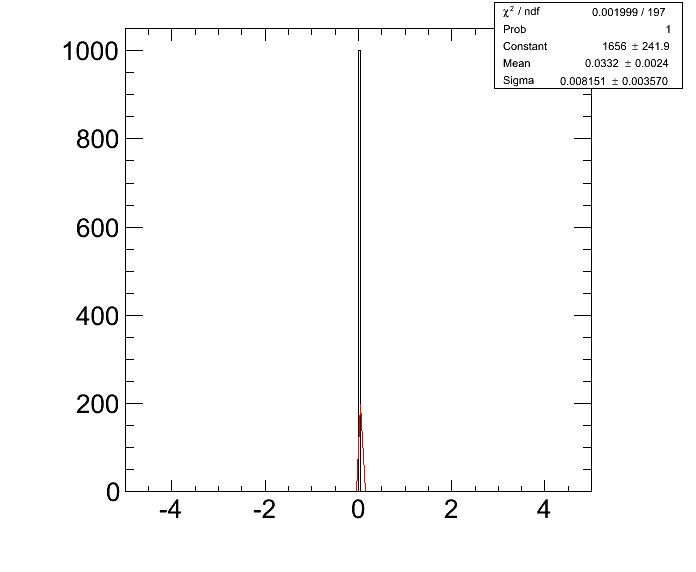 χ² / ndf 0.001999 / 197
Prob 1
Constant 1656 ± 241.9
Mean 0.0332 ± 0.0024
Sigma 0.008151 ± 0.003570
1000
800
600
400
200
0
-4 -2 0 2 4